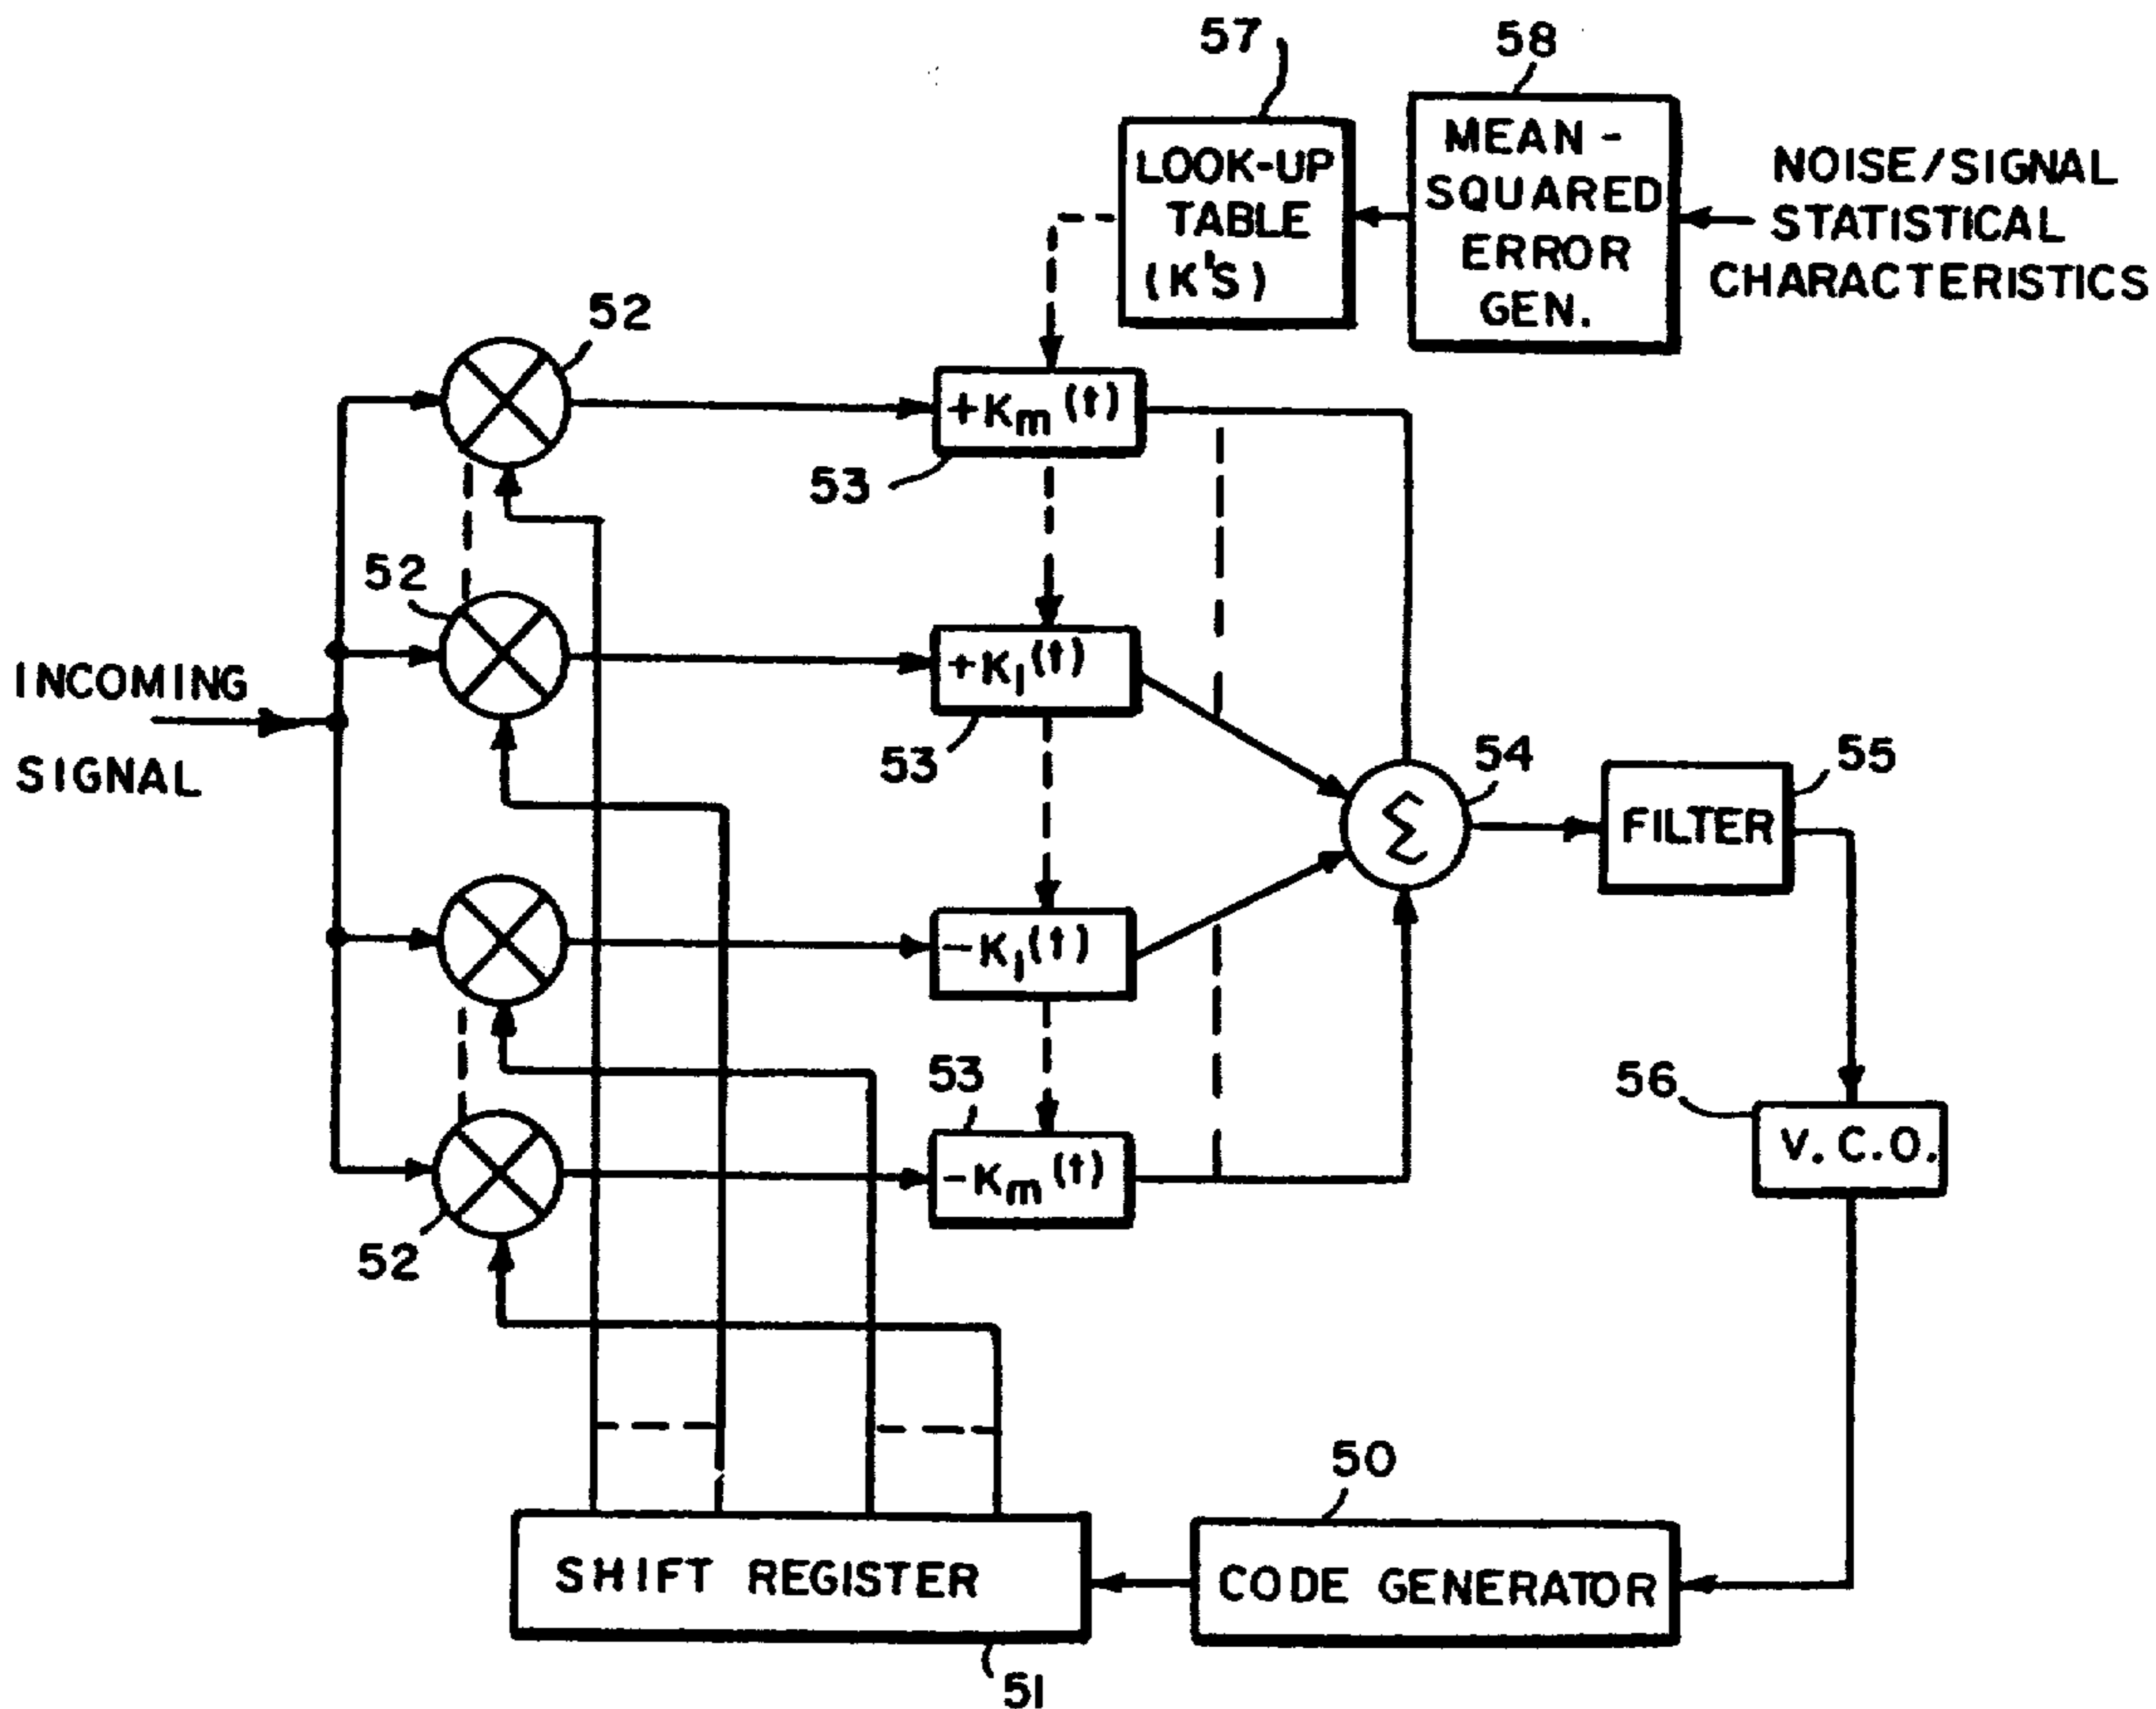 57
58
LOOK-UP
TABLE
(K'S)
MEAN-
SQUARED
ERROR
GEN.
NOISE/SIGNAL
STATISTICAL
CHARACTERISTICS
52
+Km(t)
53
52
+K1(t)
53
INCOMING
SIGNAL
54
Σ
55
FILTER
-K1(t)
53
-Km(t)
52
56
V.C.O.
50
SHIFT REGISTER
CODE GENERATOR
51